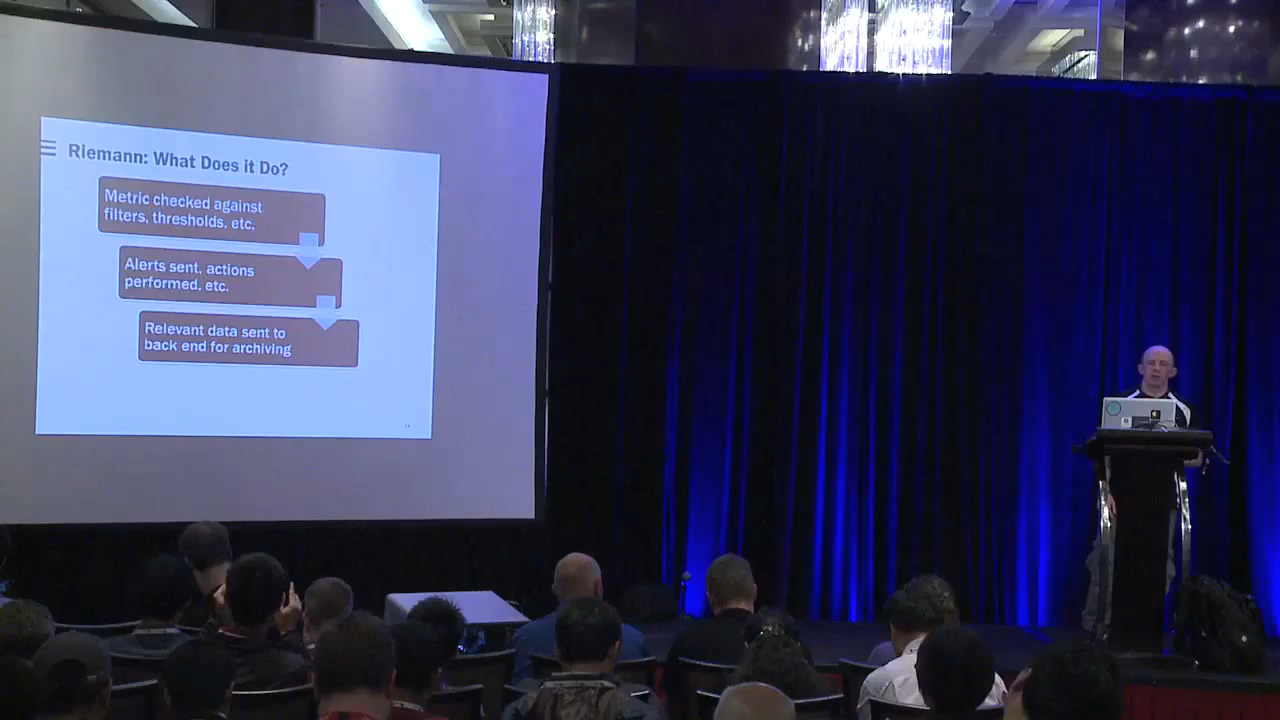 Riemann: What Does it Do?
Metric checked against
filters, thresholds, etc.
Alerts sent, actions
performed, etc.
Relevant data sent to
back end for archiving